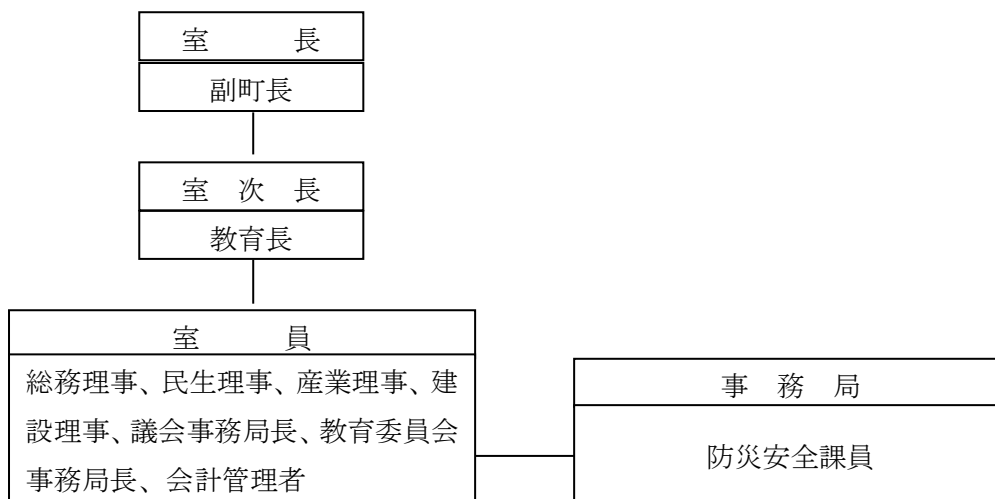 室　　　長
副町長
室　次　長
教育長
室　　　員
総務理事、民生理事、産業理事、建
設理事、議会事務局長、教育委員会
事務局長、会計管理者
事　務　局
防災安全課員